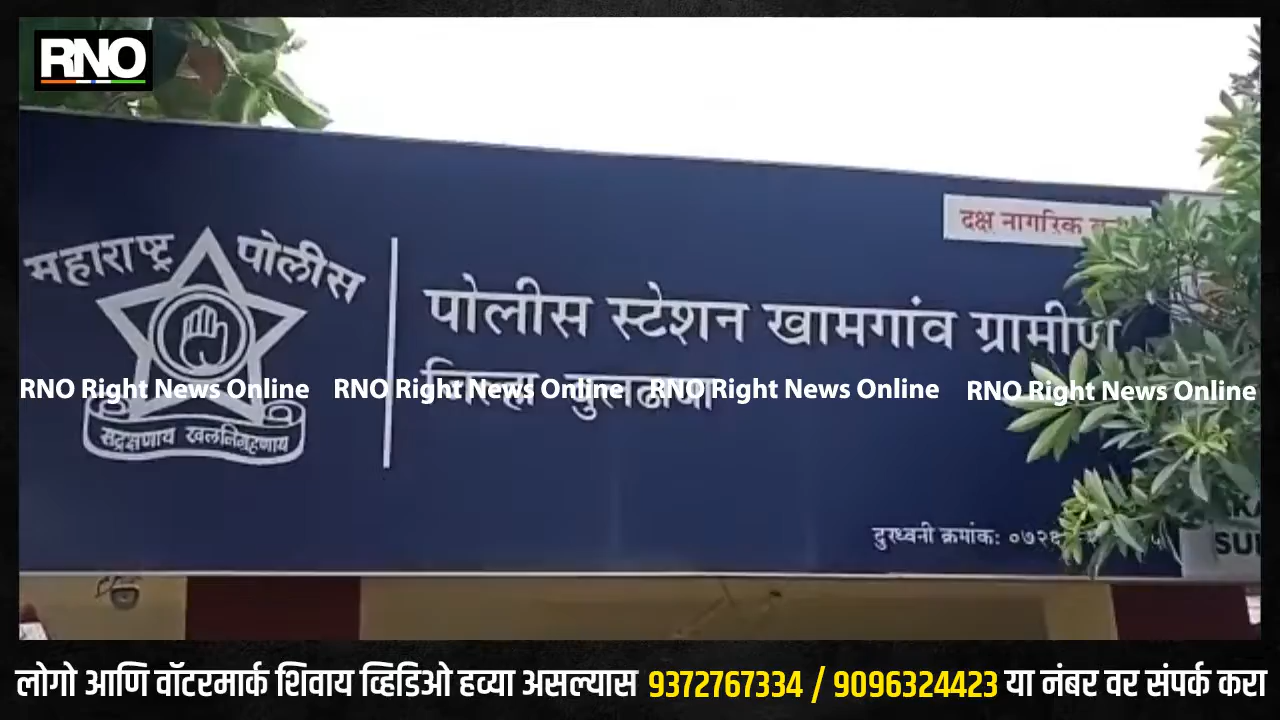 RNO
दक्ष नागरिक
महाराष्ट्र पोलीस
पोलीस स्टेशन खामगांव ग्रामीण
जिल्हा बुलढाणा
RNO Right News Online RNO Right News Online RNO Right News Online RNO Right News Online
सद्रक्षणाय खलनिग्रहणाय
दुरध्वनी क्रमांक: ०७२६
लोगो आणि वॉटरमार्क शिवाय व्हिडिओ हव्या असल्यास 9372767334 / 9096324423 या नंबर वर संपर्क करा